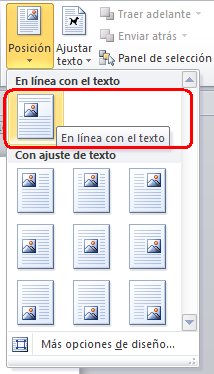 Posición
Ajustar texto
Traer adelante
Enviar atrás
Panel de selección
En línea con el texto
En línea con el texto
Con ajuste de texto
Más opciones de diseño...